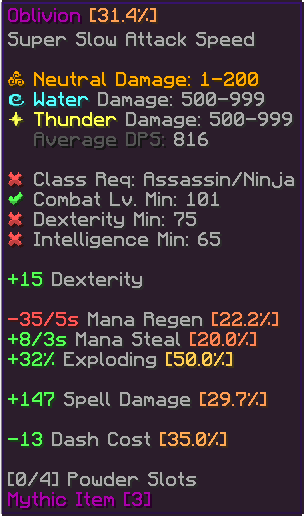 Oblivion [31.4%]
Super Slow Attack Speed
Neutral Damage: 1-200
Water Damage: 500-999
Thunder Damage: 500-999
Average DPS: 816
Class Req: Assassin/Ninja
Combat Lv. Min: 101
Dexterity Min: 75
Intelligence Min: 65
+15 Dexterity
-35/5s Mana Regen [22.2%]
+8/3s Mana Steal [20.0%]
+32% Exploding [50.0%]
+147 Spell Damage [29.7%]
-13 Dash Cost [35.0%]
[0/4] Powder Slots
Mythic Item [3]